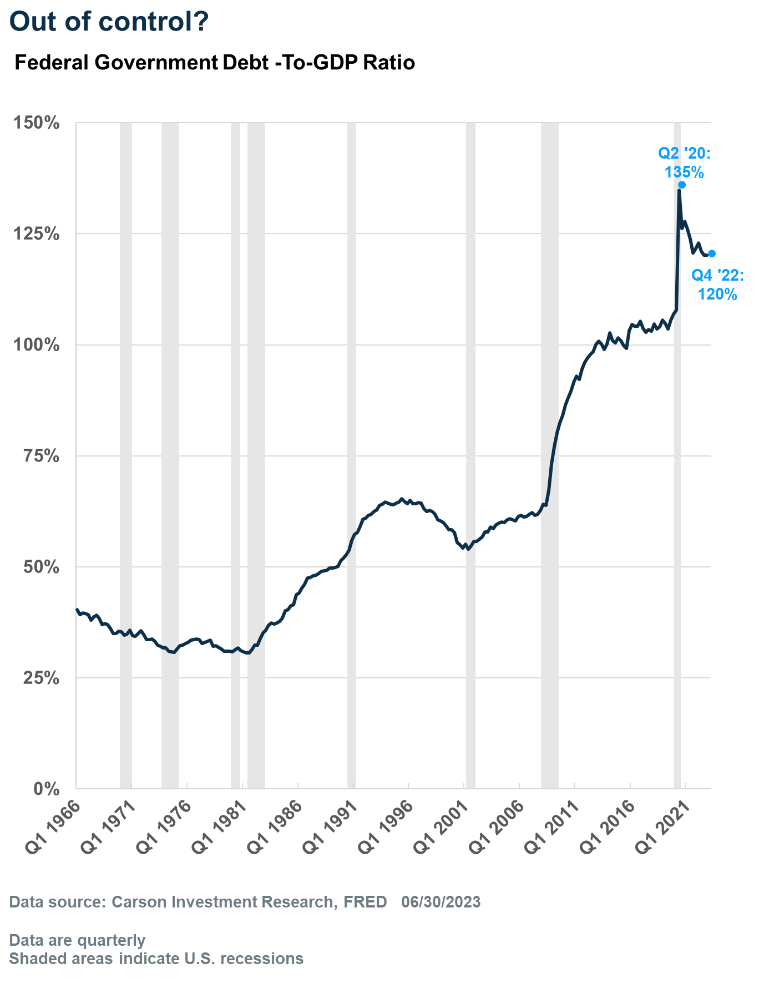 Out of control?
Federal Government Debt -To-GDP Ratio
150%
125%
100%
75%
50%
25%
0%
Q2 '20:
135%
Q4 '22:
120%
Q1 1966
Q1 1971
Q1 1976
Q1 1981
Q1 1986
Q1 1991
Q1 1996
Q1 2001
Q1 2006
Q1 2011
Q1 2016
Q1 2021
Data source: Carson Investment Research, FRED 06/30/2023
Data are quarterly
Shaded areas indicate U.S. recessions